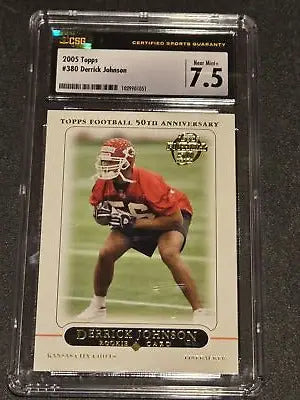 CSG
CERTIFIED SPORTS GUARANTY
2005 Topps
#380 Derrick Johnson
Near Mint+
7.5
TOPPS FOOTBALL 50TH ANNIVERSARY
56
DERRICK JOHNSON
ROOKIE CARD
KANSAS CITY CHIEFS LINEBACKER